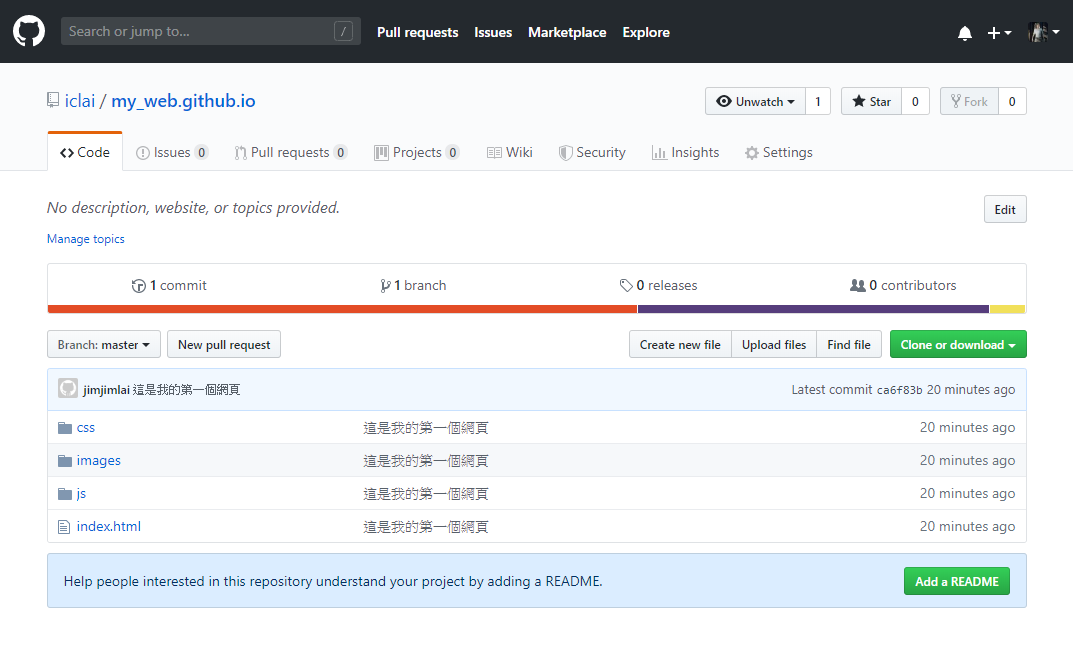 Search or jump to... / Pull requests Issues Marketplace Explore
iclai / my_web.github.io Unwatch 1 Star 0 Fork 0
Code Issues 0 Pull requests 0 Projects 0 Wiki Security Insights Settings
No description, website, or topics provided. Edit
Manage topics
1 commit 1 branch 0 releases 0 contributors
Branch: master New pull request Create new file Upload files Find file Clone or download
jimjimlai 這是我的第一個網頁 Latest commit ca6f83b 20 minutes ago
css 這是我的第一個網頁 20 minutes ago
images 這是我的第一個網頁 20 minutes ago
js 這是我的第一個網頁 20 minutes ago
index.html 這是我的第一個網頁 20 minutes ago
Help people interested in this repository understand your project by adding a README. Add a README